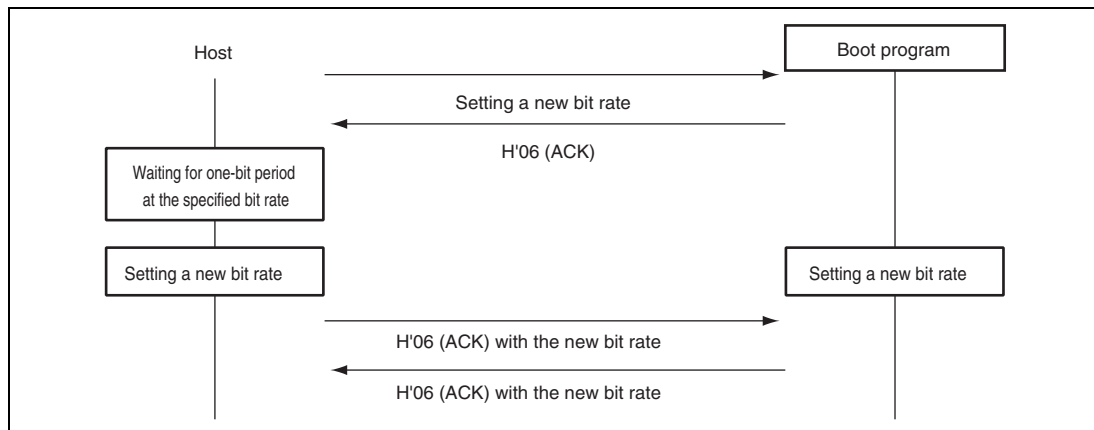 Host
Boot program
Setting a new bit rate
H'06 (ACK)
Waiting for one-bit period
at the specified bit rate
Setting a new bit rate
Setting a new bit rate
H'06 (ACK) with the new bit rate
H'06 (ACK) with the new bit rate